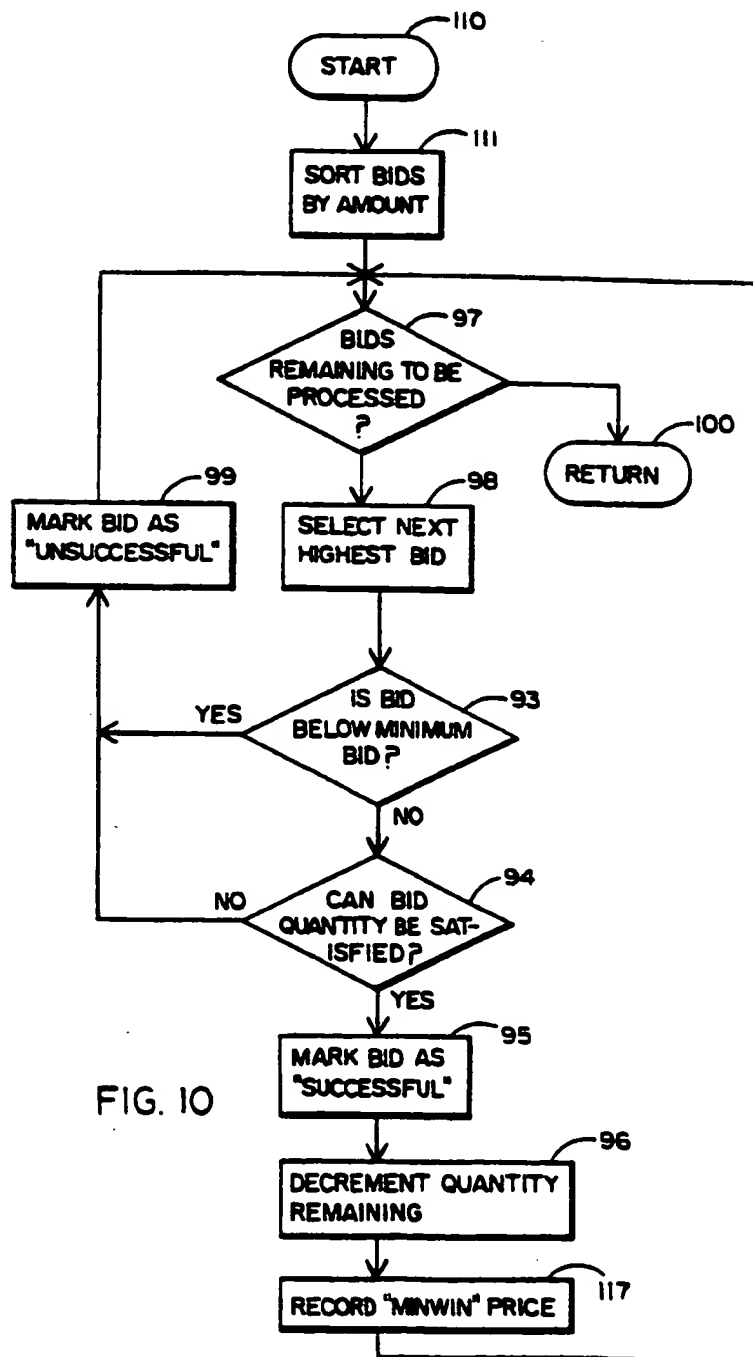 110
START
111
SORT BIDS
BY AMOUNT
97
BIDS
REMAINING TO BE
PROCESSED
?
100
RETURN
99
MARK BID AS
"UNSUCCESSFUL"
98
SELECT NEXT
HIGHEST BID
93
IS BID
BELOW MINIMUM
BID?
YES
NO
94
CAN BID
QUANTITY BE SAT-
ISFIED?
NO
YES
95
MARK BID AS
"SUCCESSFUL"
FIG. 10
96
DECREMENT QUANTITY
REMAINING
117
RECORD "MINWIN" PRICE